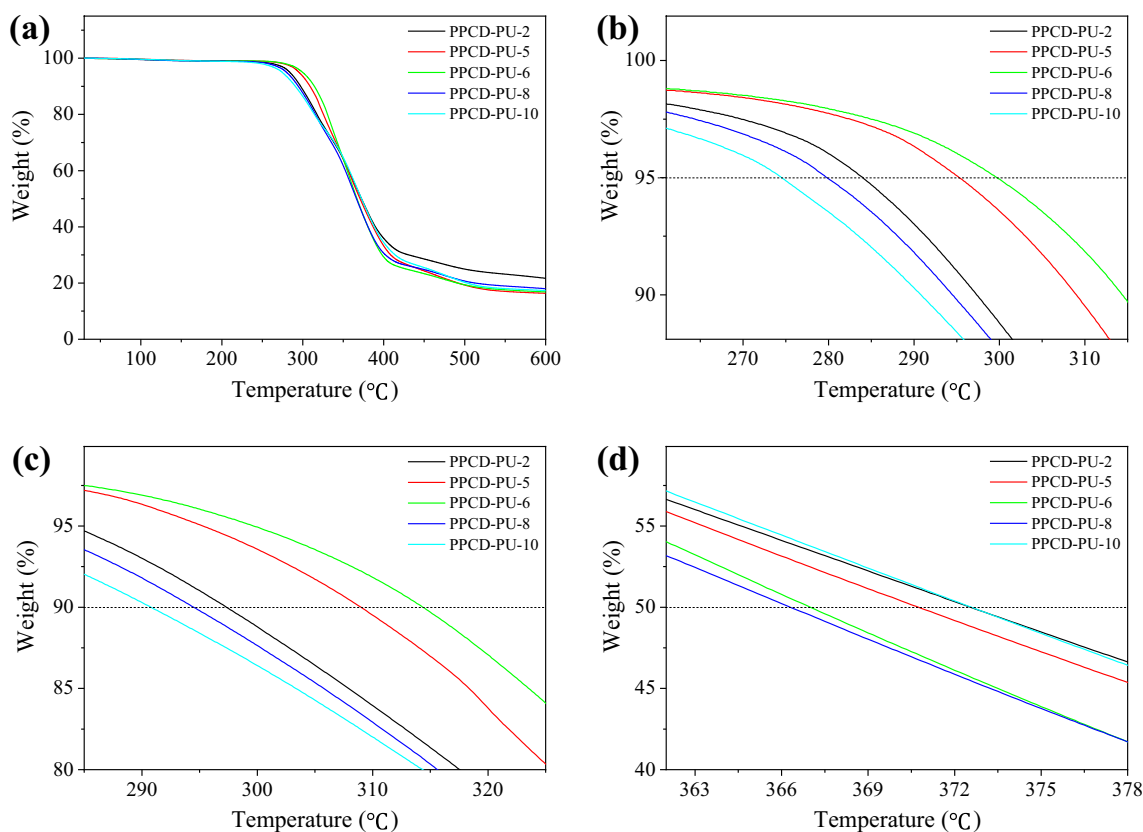 (a)
PPCD-PU-2
PPCD-PU-5
PPCD-PU-6
PPCD-PU-8
PPCD-PU-10
Weight (%)
100
80
60
40
20
0
100 200 300 400 500 600
Temperature (℃)
(b)
PPCD-PU-2
PPCD-PU-5
PPCD-PU-6
PPCD-PU-8
PPCD-PU-10
Weight (%)
100
95
90
270 280 290 300 310
Temperature (℃)
(c)
PPCD-PU-2
PPCD-PU-5
PPCD-PU-6
PPCD-PU-8
PPCD-PU-10
Weight (%)
95
90
85
80
290 300 310 320
Temperature (℃)
(d)
PPCD-PU-2
PPCD-PU-5
PPCD-PU-6
PPCD-PU-8
PPCD-PU-10
Weight (%)
55
50
45
40
363 366 369 372 375 378
Temperature (℃)